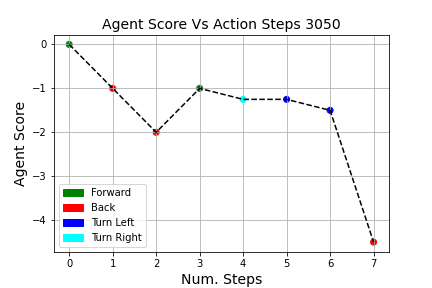 Agent Score Vs Action Steps 3050
0
−1
−2
−3
−4
Agent Score
Forward
Back
Turn Left
Turn Right
0 1 2 3 4 5 6 7
Num. Steps